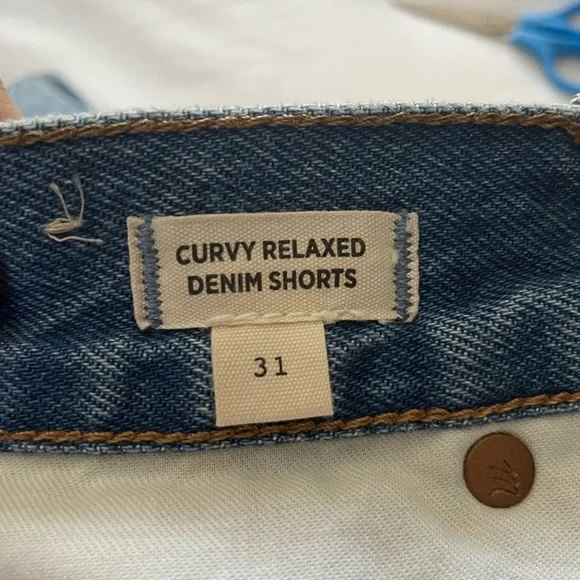 CURVY RELAXED
DENIM SHORTS
31
m